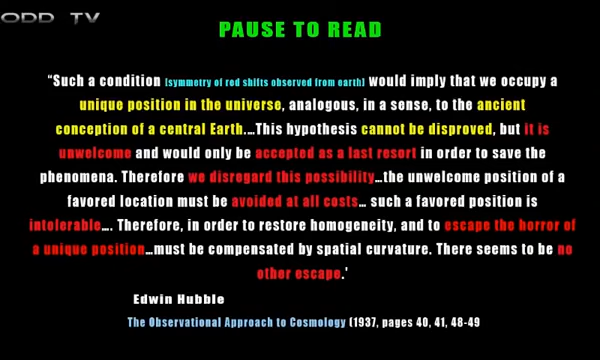 ODD TV
PAUSE TO READ
“Such a condition [symmetry of red shifts observed from earth] would imply that we occupy a
unique position in the universe, analogous, in a sense, to the ancient
conception of a central Earth....This hypothesis cannot be disproved, but it is
unwelcome and would only be accepted as a last resort in order to save the
phenomena. Therefore we disregard this possibility...the unwelcome position of a
favored location must be avoided at all costs... such a favored position is
intolerable.... Therefore, in order to restore homogeneity, and to escape the horror of
a unique position...must be compensated by spatial curvature. There seems to be no
other escape.’
Edwin Hubble
The Observational Approach to Cosmology (1937, pages 40, 41, 48-49